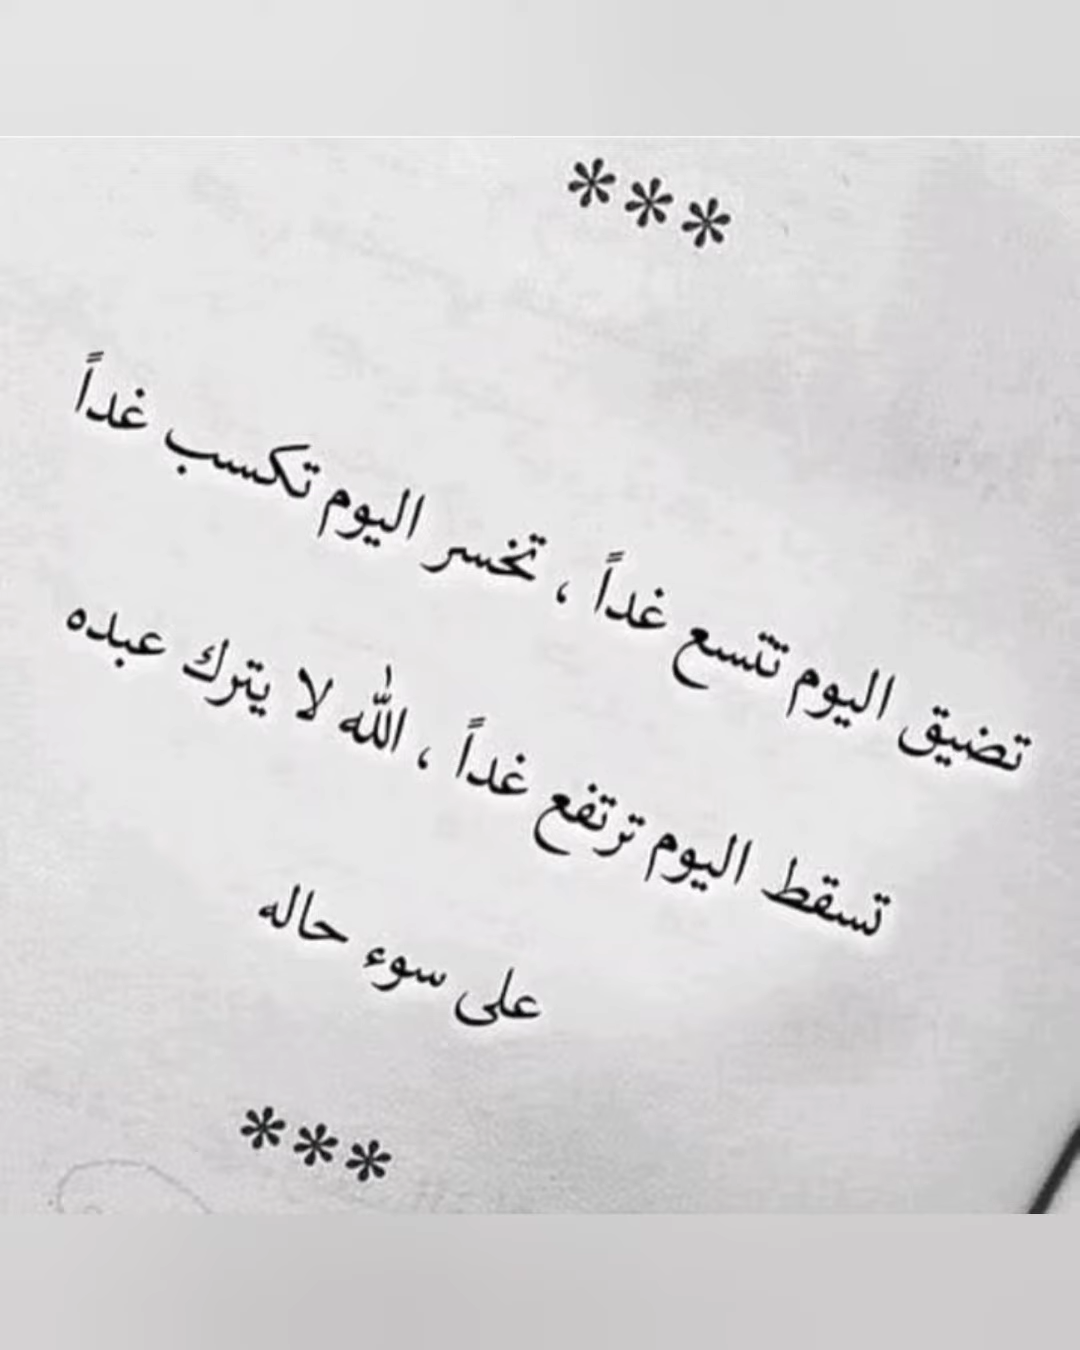 ***
تضيق اليوم تتسع غداً ، تخسر اليوم تكسب غداً
تسقط اليوم ترتفع غداً ، الله لا يترك عبده
على سوء حاله
***